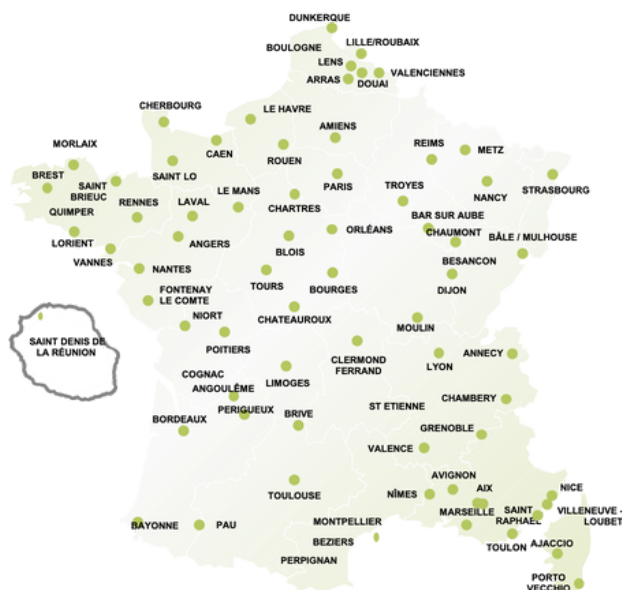 DUNKERQUE
BOULOGNE
LILLE/ROUBAIX
LENS
VALENCIENNES
ARRAS
DOUAI
CHERBOURG
LE HAVRE
AMIENS
MORLAIX
CAEN
ROUEN
REIMS
METZ
BREST
SAINT
BRIEUC
SAINT LO
LE MANS
PARIS
TROYES
NANCY
STRASBOURG
QUIMPER
RENNES
LAVAL
CHARTRES
BAR SUR AUBE
CHAUMONT
LORIENT
ANGERS
ORLÉANS
BÂLE / MULHOUSE
VANNES
BLOIS
BESANCON
NANTES
TOURS
BOURGES
DIJON
FONTENAY
LE COMTE
NIORT
CHATEAUROUX
MOULIN
SAINT DENIS DE
LA RÉUNION
POITIERS
CLERMOND
FERRAND
LYON
ANNECY
COGNAC
ANGOULÊME
LIMOGES
PERIGUEUX
ST ETIENNE
CHAMBERY
BORDEAUX
BRIVE
GRENOBLE
VALENCE
TOULOUSE
NÎMES
AVIGNON
AIX
NICE
BAYONNE
PAU
MONTPELLIER
MARSEILLE
SAINT
RAPHAEL
VILLENEUVE -
LOUBET
BEZIERS
TOULON
AJACCIO
PERPIGNAN
PORTO
VECCHIO